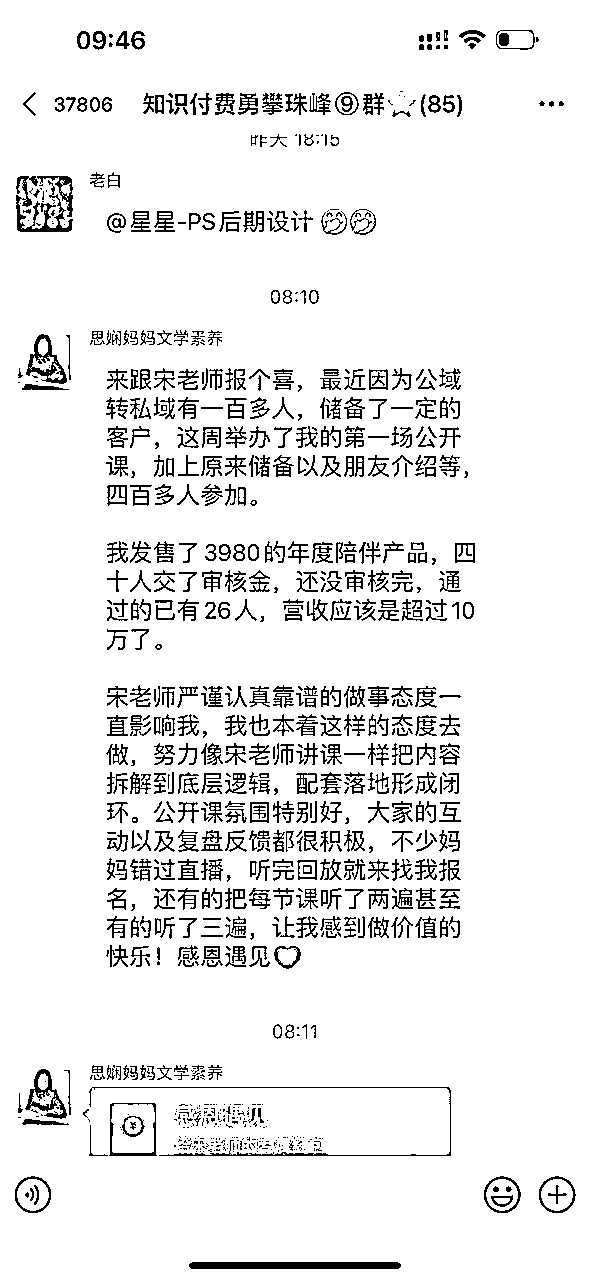 09:46
37806 知识付费勇攀珠峰⑨群☆(85)
昨天 18:15
老白
@星星-PS后期设计
08:10
思娴妈妈文学素养
来跟宋老师报个喜，最近因为公域
转私域有一百多人，储备了一定的
客户，这周举办了我的第一场公开
课，加上原来储备以及朋友介绍等，
四百多人参加。
我发售了3980的年度陪伴产品，四
十人交了审核金，还没审核完，通
过的已有26人，营收应该是超过10
万了。
宋老师严谨认真靠谱的做事态度一
直影响我，我也本着这样的态度去
做，努力像宋老师讲课一样把内容
拆解到底层逻辑，配套落地形成闭
环。公开课氛围特别好，大家的互
动以及复盘反馈都很积极，不少妈
妈错过直播，听完回放就来找我报
名，还有的把每节课听了两遍甚至
有的听了三遍，让我感到做价值的
快乐！感恩遇见
08:11
思娴妈妈文学素养
感恩遇见